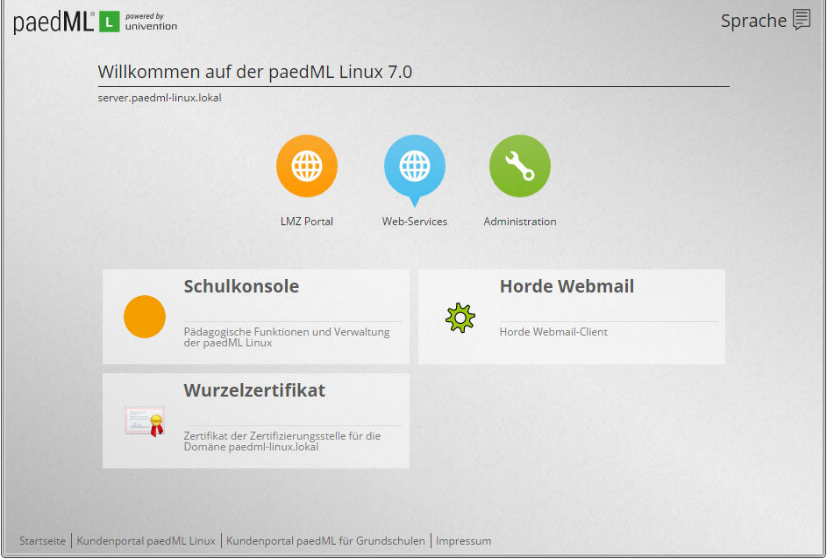 paedML® L powered by univention
Sprache
Willkommen auf der paedML Linux 7.0
server.paedml-linux.lokal
LMZ Portal
Web-Services
Administration
Schulkonsole
Pädagogische Funktionen und Verwaltung
der paedML Linux
Horde Webmail
Horde Webmail-Client
Wurzelzertifikat
Zertifikat der Zertifizierungsstelle für die
Domäne paedml-linux.lokal
Startseite | Kundenportal paedML Linux | Kundenportal paedML für Grundschulen | Impressum